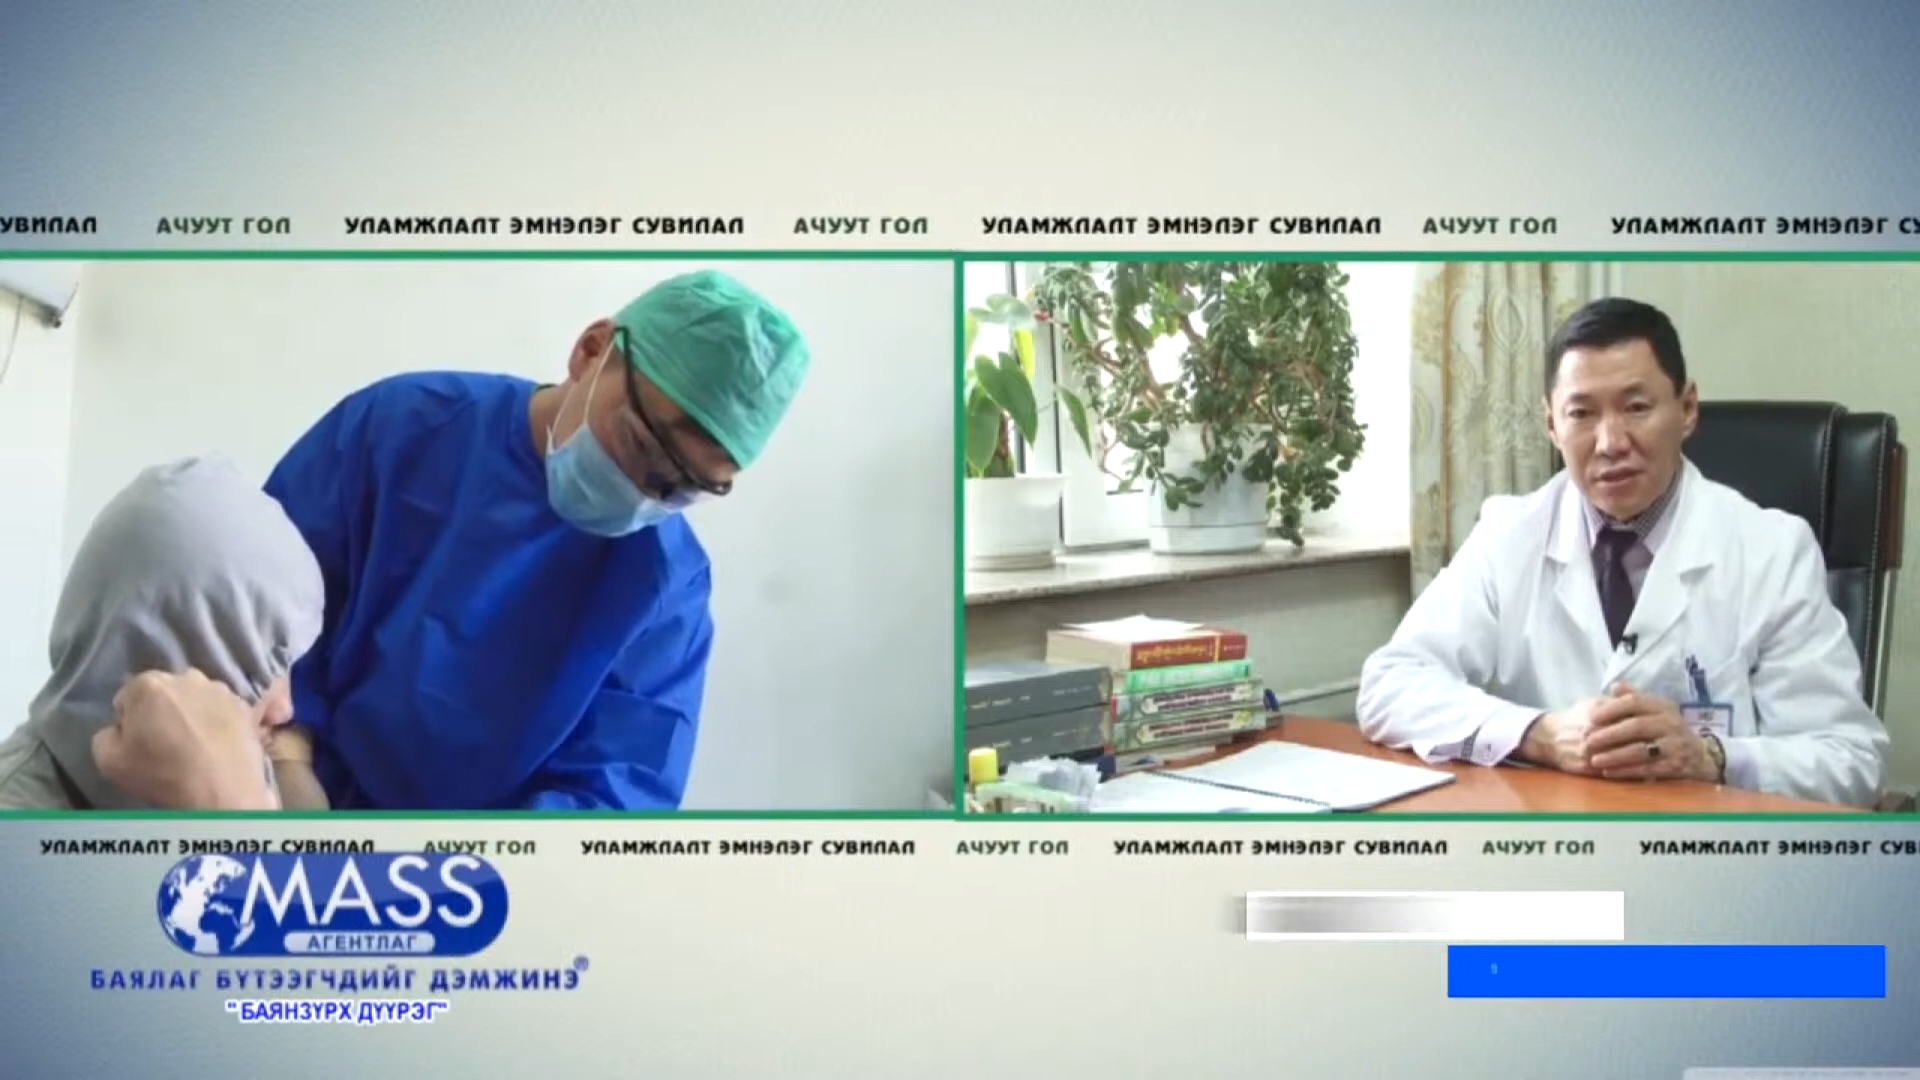 УВИЛАЛ АЧУУТ ГОЛ УЛАМЖЛАЛТ ЭМНЭЛЭГ СУВИЛАЛ АЧУУТ ГОЛ УЛАМЖЛАЛТ ЭМНЭЛЭГ СУВИЛАЛ АЧУУТ ГОЛ УЛАМЖЛАЛТ ЭМНЭЛЭГ СУ
УЛАМЖЛАЛТ ЭМНЭЛЭГ СУВИЛАЛ АЧУУТ ГОЛ УЛАМЖЛАЛТ ЭМНЭЛЭГ СУВИЛАЛ АЧУУТ ГОЛ УЛАМЖЛАЛТ ЭМНЭЛЭГ СУВИЛАЛ АЧУУТ ГОЛ УЛАМЖЛАЛТ ЭМНЭЛЭГ СУВ
MASS
АГЕНТЛАГ
БАЯЛАГ БҮТЭЭГЧДИЙГ ДЭМЖИНЭ®
"БАЯНЗҮРХ ДҮҮРЭГ"